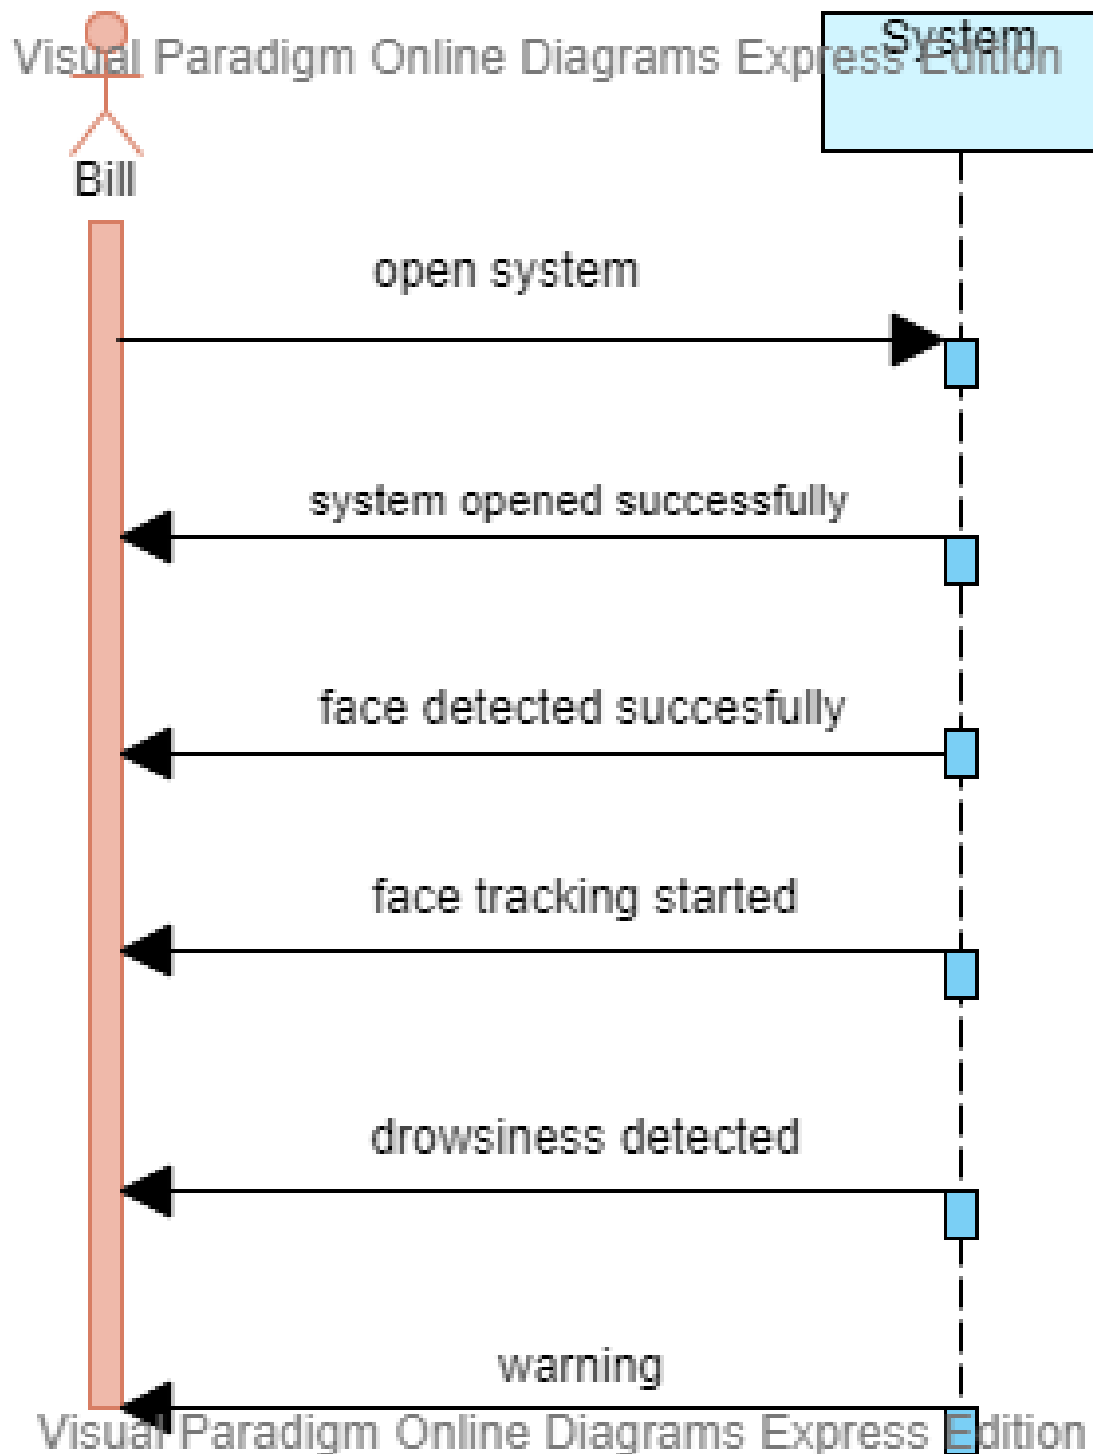 System
Visual Paradigm Online Diagrams Express Edition
Bill
open system
system opened successfully
face detected succesfully
face tracking started
drowsiness detected
warning
Visual Paradigm Online Diagrams Express Edition